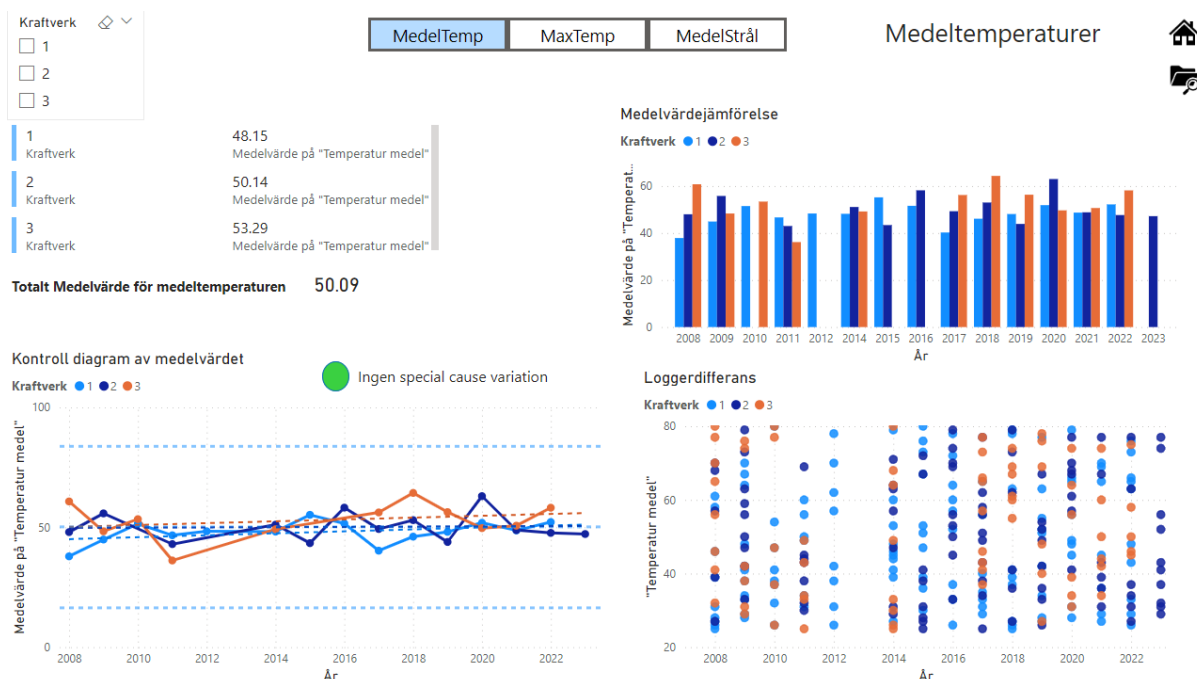 Kraftverk
1
2
3
MedelTemp
MaxTemp
MedelStrål
Medeltemperaturer
1
Kraftverk
48.15
Medelvärde på "Temperatur medel"
2
Kraftverk
50.14
Medelvärde på "Temperatur medel"
3
Kraftverk
53.29
Medelvärde på "Temperatur medel"
Totalt Medelvärde för medeltemperaturen 50.09
Medelvärdejämförelse
Kraftverk 1 2 3
Medelvärde på "Temperat...
60
40
20
0
2008 2009 2010 2011 2012 2014 2015 2016 2017 2018 2019 2020 2021 2022 2023
År
Kontroll diagram av medelvärdet
Ingen special cause variation
Kraftverk 1 2 3
Medelvärde på "Temperatur medel"
100
50
0
2008 2010 2012 2014 2016 2018 2020 2022
År
Loggerdifferans
Kraftverk 1 2 3
"Temperatur medel"
80
60
40
20
2008 2010 2012 2014 2016 2018 2020 2022
År